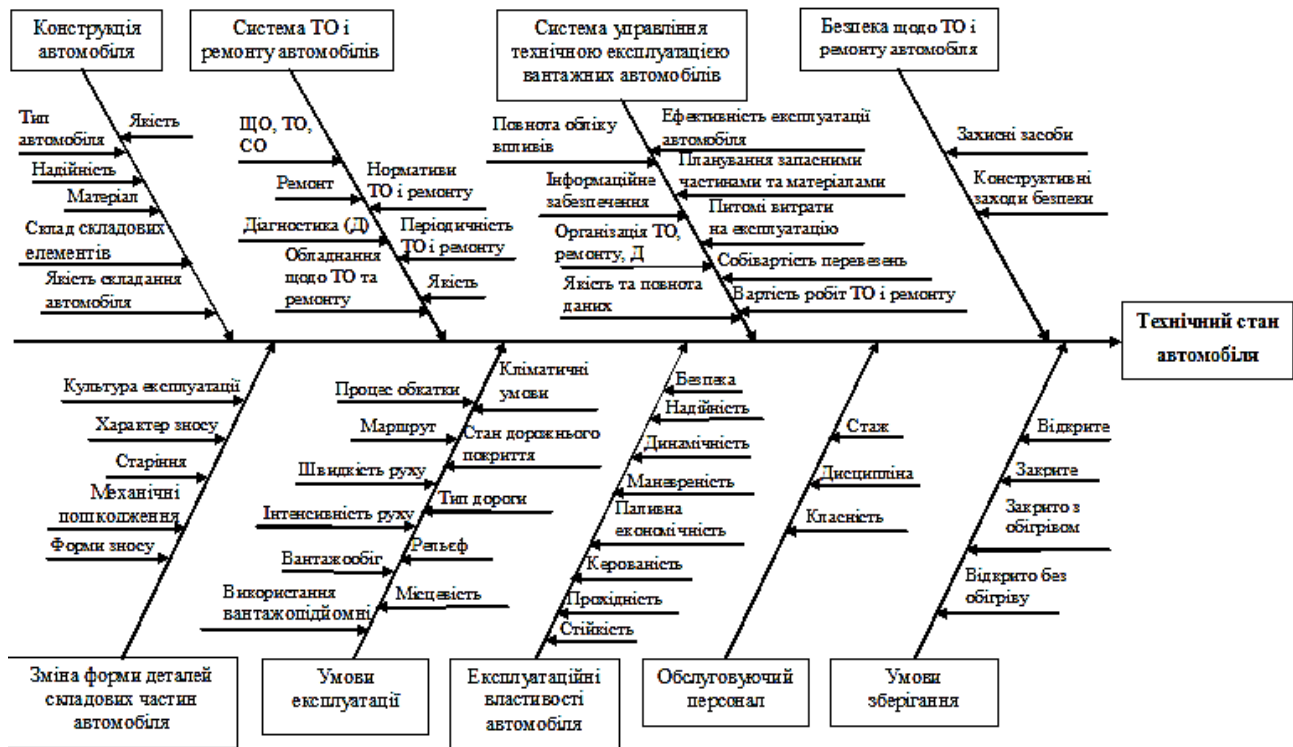 Конструкція
автомобіля
Система ТО і
ремонту автомобілів
Система управління
технічною експлуатацією
вантажних автомобілів
Безпека щодо ТО і
ремонту автомобіля
Тип
автомобіля
Якість
Надійність
Матеріал
Склад складових
елементів
Якість складання
автомобіля
ЩО, ТО,
СО
Ремонт
Нормативи
ТО і ремонту
Діагностика (Д)
Періодичність
ТО і ремонту
Обладнання
щодо ТО та
ремонту
Якість
Повнота обліку
впливів
Ефективність експлуатації
автомобіля
Інформаційне
забезпечення
Планування запасними
частинами та матеріалами
Організація ТО,
ремонту, Д
Питомі витрати
на експлуатацію
Собівартість перевезень
Якість та повнота
даних
Вартість робіт ТО і ремонту
Захисні засоби
Конструктивні
заходи безпеки
Технічний стан
автомобіля
Культура експлуатації
Характер зносу
Старіння
Механічні
пошкодження
Форми зносу
Процес обкатки
Кліматичні
умови
Маршрут
Стан дорожнього
покриття
Швидкість руху
Тип дороги
Інтенсивність руху
Рельєф
Вантажообіг
Місцевість
Використання
вантажопідйомні
Безпека
Надійність
Динамічність
Маневреність
Паливна
економічність
Керованість
Прохідність
Стійкість
Стаж
Дисципліна
Класність
Відкрите
Закрите
Закрито з
обігрівом
Відкрито без
обігріву
Зміна форми деталей
складових частин
автомобіля
Умови
експлуатації
Експлуатаційні
властивості
автомобіля
Обслуговуючий
персонал
Умови
зберігання